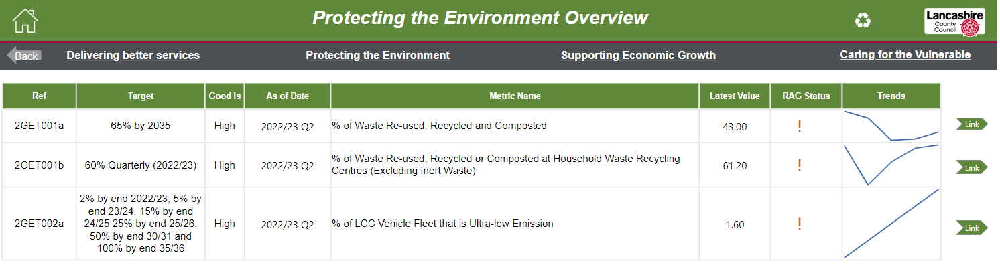 Protecting the Environment Overview
Lancashire
County
Council
Back
Delivering better services
Protecting the Environment
Supporting Economic Growth
Caring for the Vulnerable
Ref Target Good Is As of Date Metric Name Latest Value RAG Status Trends
2GET001a 65% by 2035 High 2022/23 Q2 % of Waste Re-used, Recycled and Composted 43.00 ! Link
2GET001b 60% Quarterly (2022/23) High 2022/23 Q2 % of Waste Re-used, Recycled or Composted at Household Waste Recycling
Centres (Excluding Inert Waste) 61.20 ! Link
2GET002a 2% by end 2022/23, 5% by
end 23/24, 15% by end
24/25 25% by end 25/26,
50% by end 30/31 and
100% by end 35/36 High 2022/23 Q2 % of LCC Vehicle Fleet that is Ultra-low Emission 1.60 ! Link